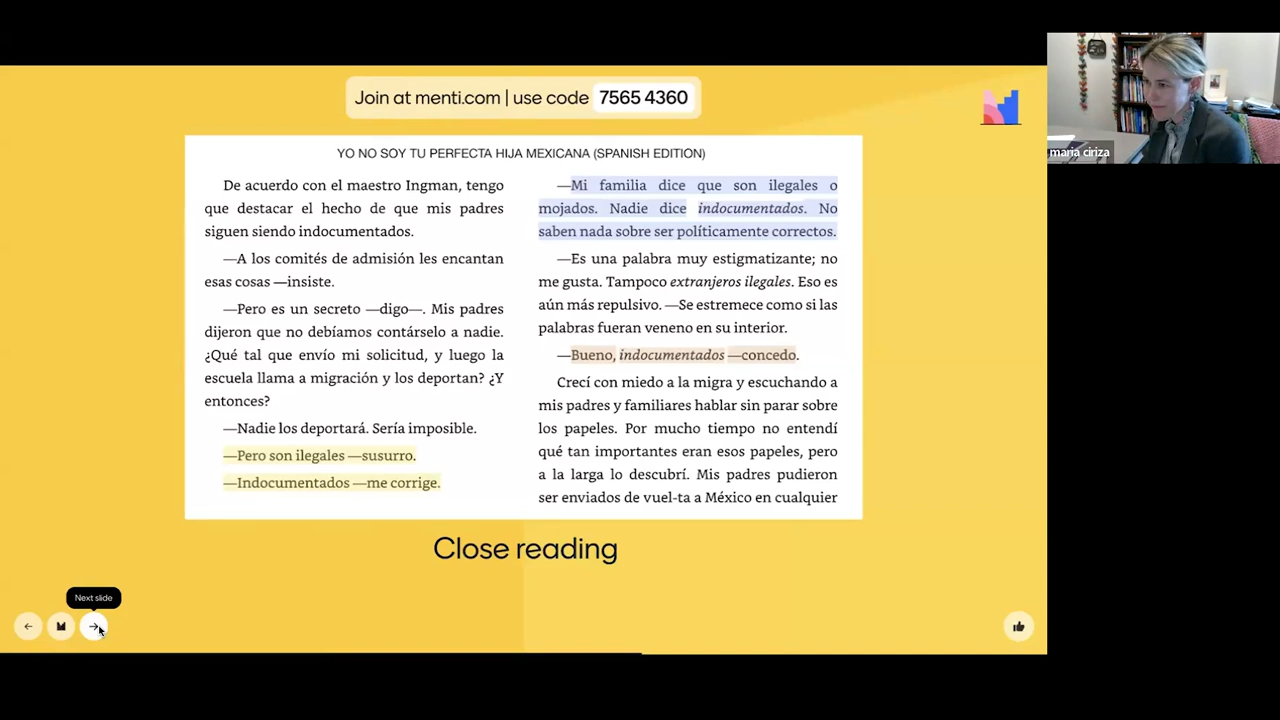 Join at menti.com | use code 7565 4360
maria ciriza
YO NO SOY TU PERFECTA HIJA MEXICANA (SPANISH EDITION)
De acuerdo con el maestro Ingman, tengo
que destacar el hecho de que mis padres
siguen siendo indocumentados.
—A los comités de admisión les encantan
esas cosas —insiste.
—Pero es un secreto —digo—. Mis padres
dijeron que no debíamos contárselo a nadie.
¿Qué tal que envío mi solicitud, y luego la
escuela llama a migración y los deportan? ¿Y
entonces?
—Nadie los deportará. Sería imposible.
—Pero son ilegales —susurro.
—Indocumentados —me corrige.
—Mi familia dice que son ilegales o
mojados. Nadie dice indocumentados. No
saben nada sobre ser políticamente correctos.
—Es una palabra muy estigmatizante; no
me gusta. Tampoco extranjeros ilegales. Eso es
aún más repulsivo. —Se estremece como si las
palabras fueran veneno en su interior.
—Bueno, indocumentados —concedo.
Crecí con miedo a la migra y escuchando a
mis padres y familiares hablar sin parar sobre
los papeles. Por mucho tiempo no entendí
qué tan importantes eran esos papeles, pero
a la larga lo descubrí. Mis padres pudieron
ser enviados de vuel-ta a México en cualquier
Close reading
Next slide